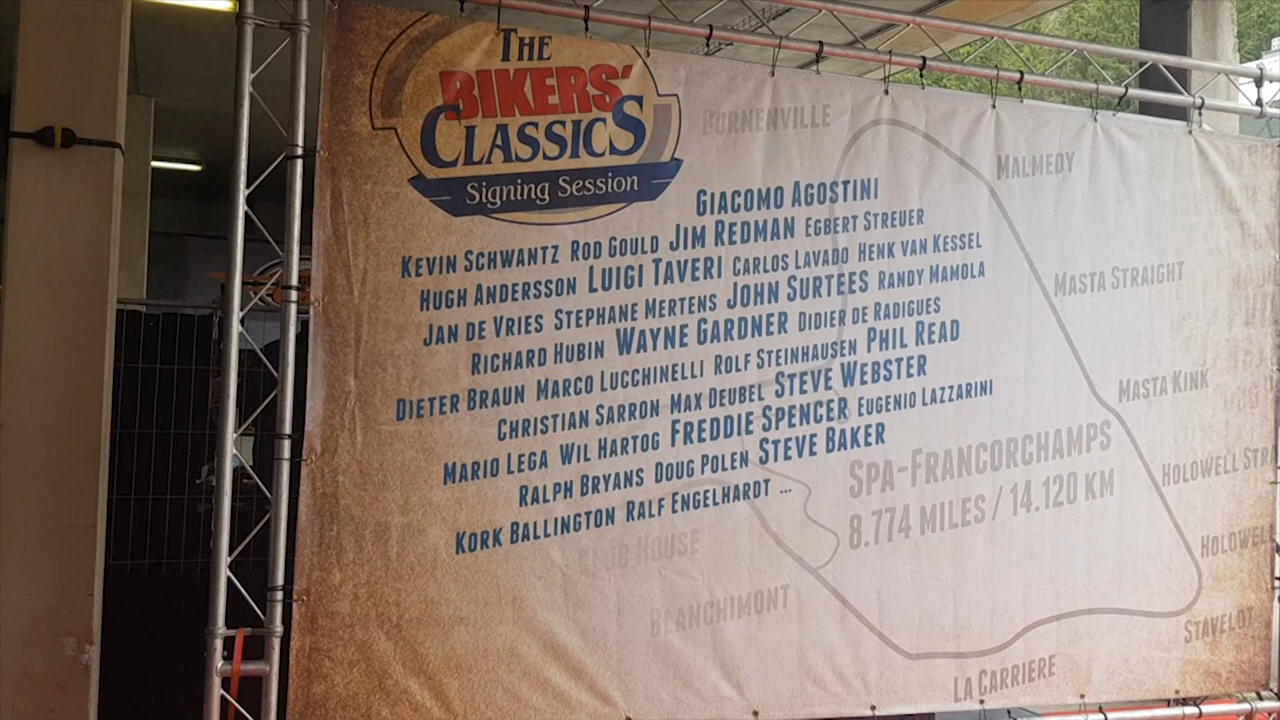 THE
BIKERS'
CLASSICS
Signing Session
BURNENVILLE
MALMEDY
GIACOMO AGOSTINI
KEVIN SCHWANTZ ROD GOULD JIM REDMAN EGBERT STREUER
HUGH ANDERSSON LUIGI TAVERI CARLOS LAVADO HENK VAN KESSEL
JAN DE VRIES STEPHANE MERTENS JOHN SURTEES RANDY MAMOLA
MASTA STRAIGHT
RICHARD HUBIN WAYNE GARDNER DIDIER DE RADIGUES
DIETER BRAUN MARCO LUCCHINELLI ROLF STEINHAUSEN PHIL READ
CHRISTIAN SARRON MAX DEUBEL STEVE WEBSTER
MASTA KINK
MARIO LEGA WIL HARTOG FREDDIE SPENCER EUGENIO LAZZARINI
RALPH BRYANS DOUG POLEN STEVE BAKER
KORK BALLINGTON RALF ENGELHARDT ...
SPA-FRANCORCHAMPS
8.774 MILES / 14.120 KM
HOLOWELL STRA
HOLOWELL
CLUB HOUSE
BLANCHIMONT
STAVELOT
LA CARRIERE